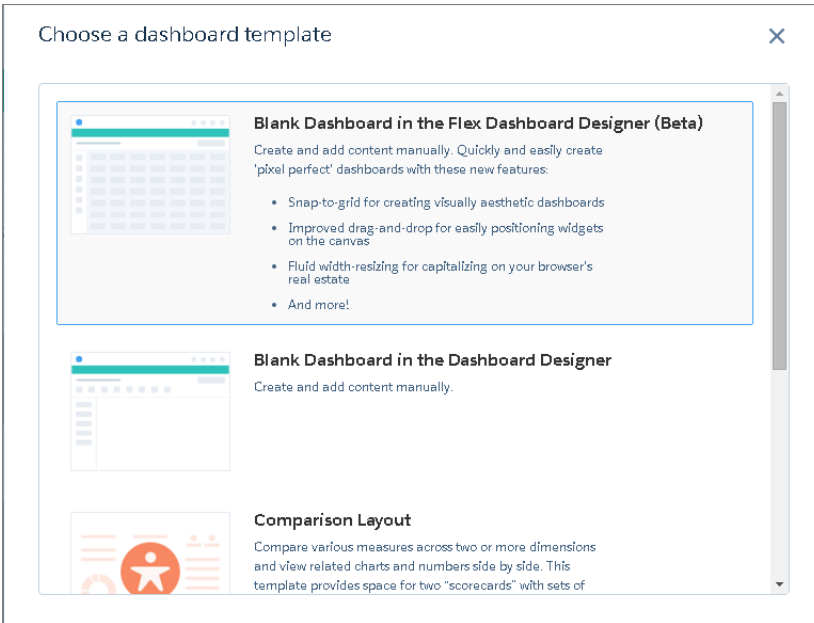 Choose a dashboard template
Blank Dashboard in the Flex Dashboard Designer (Beta)
Create and add content manually. Quickly and easily create
'pixel perfect' dashboards with these new features:
• Snap-to-grid for creating visually aesthetic dashboards
• Improved drag-and-drop for easily positioning widgets
on the canvas
• Fluid width-resizing for capitalizing on your browser's
real estate
• And more!
Blank Dashboard in the Dashboard Designer
Create and add content manually.
Comparison Layout
Compare various measures across two or more dimensions
and view related charts and numbers side by side. This
template provides space for two "scorecards" with sets of